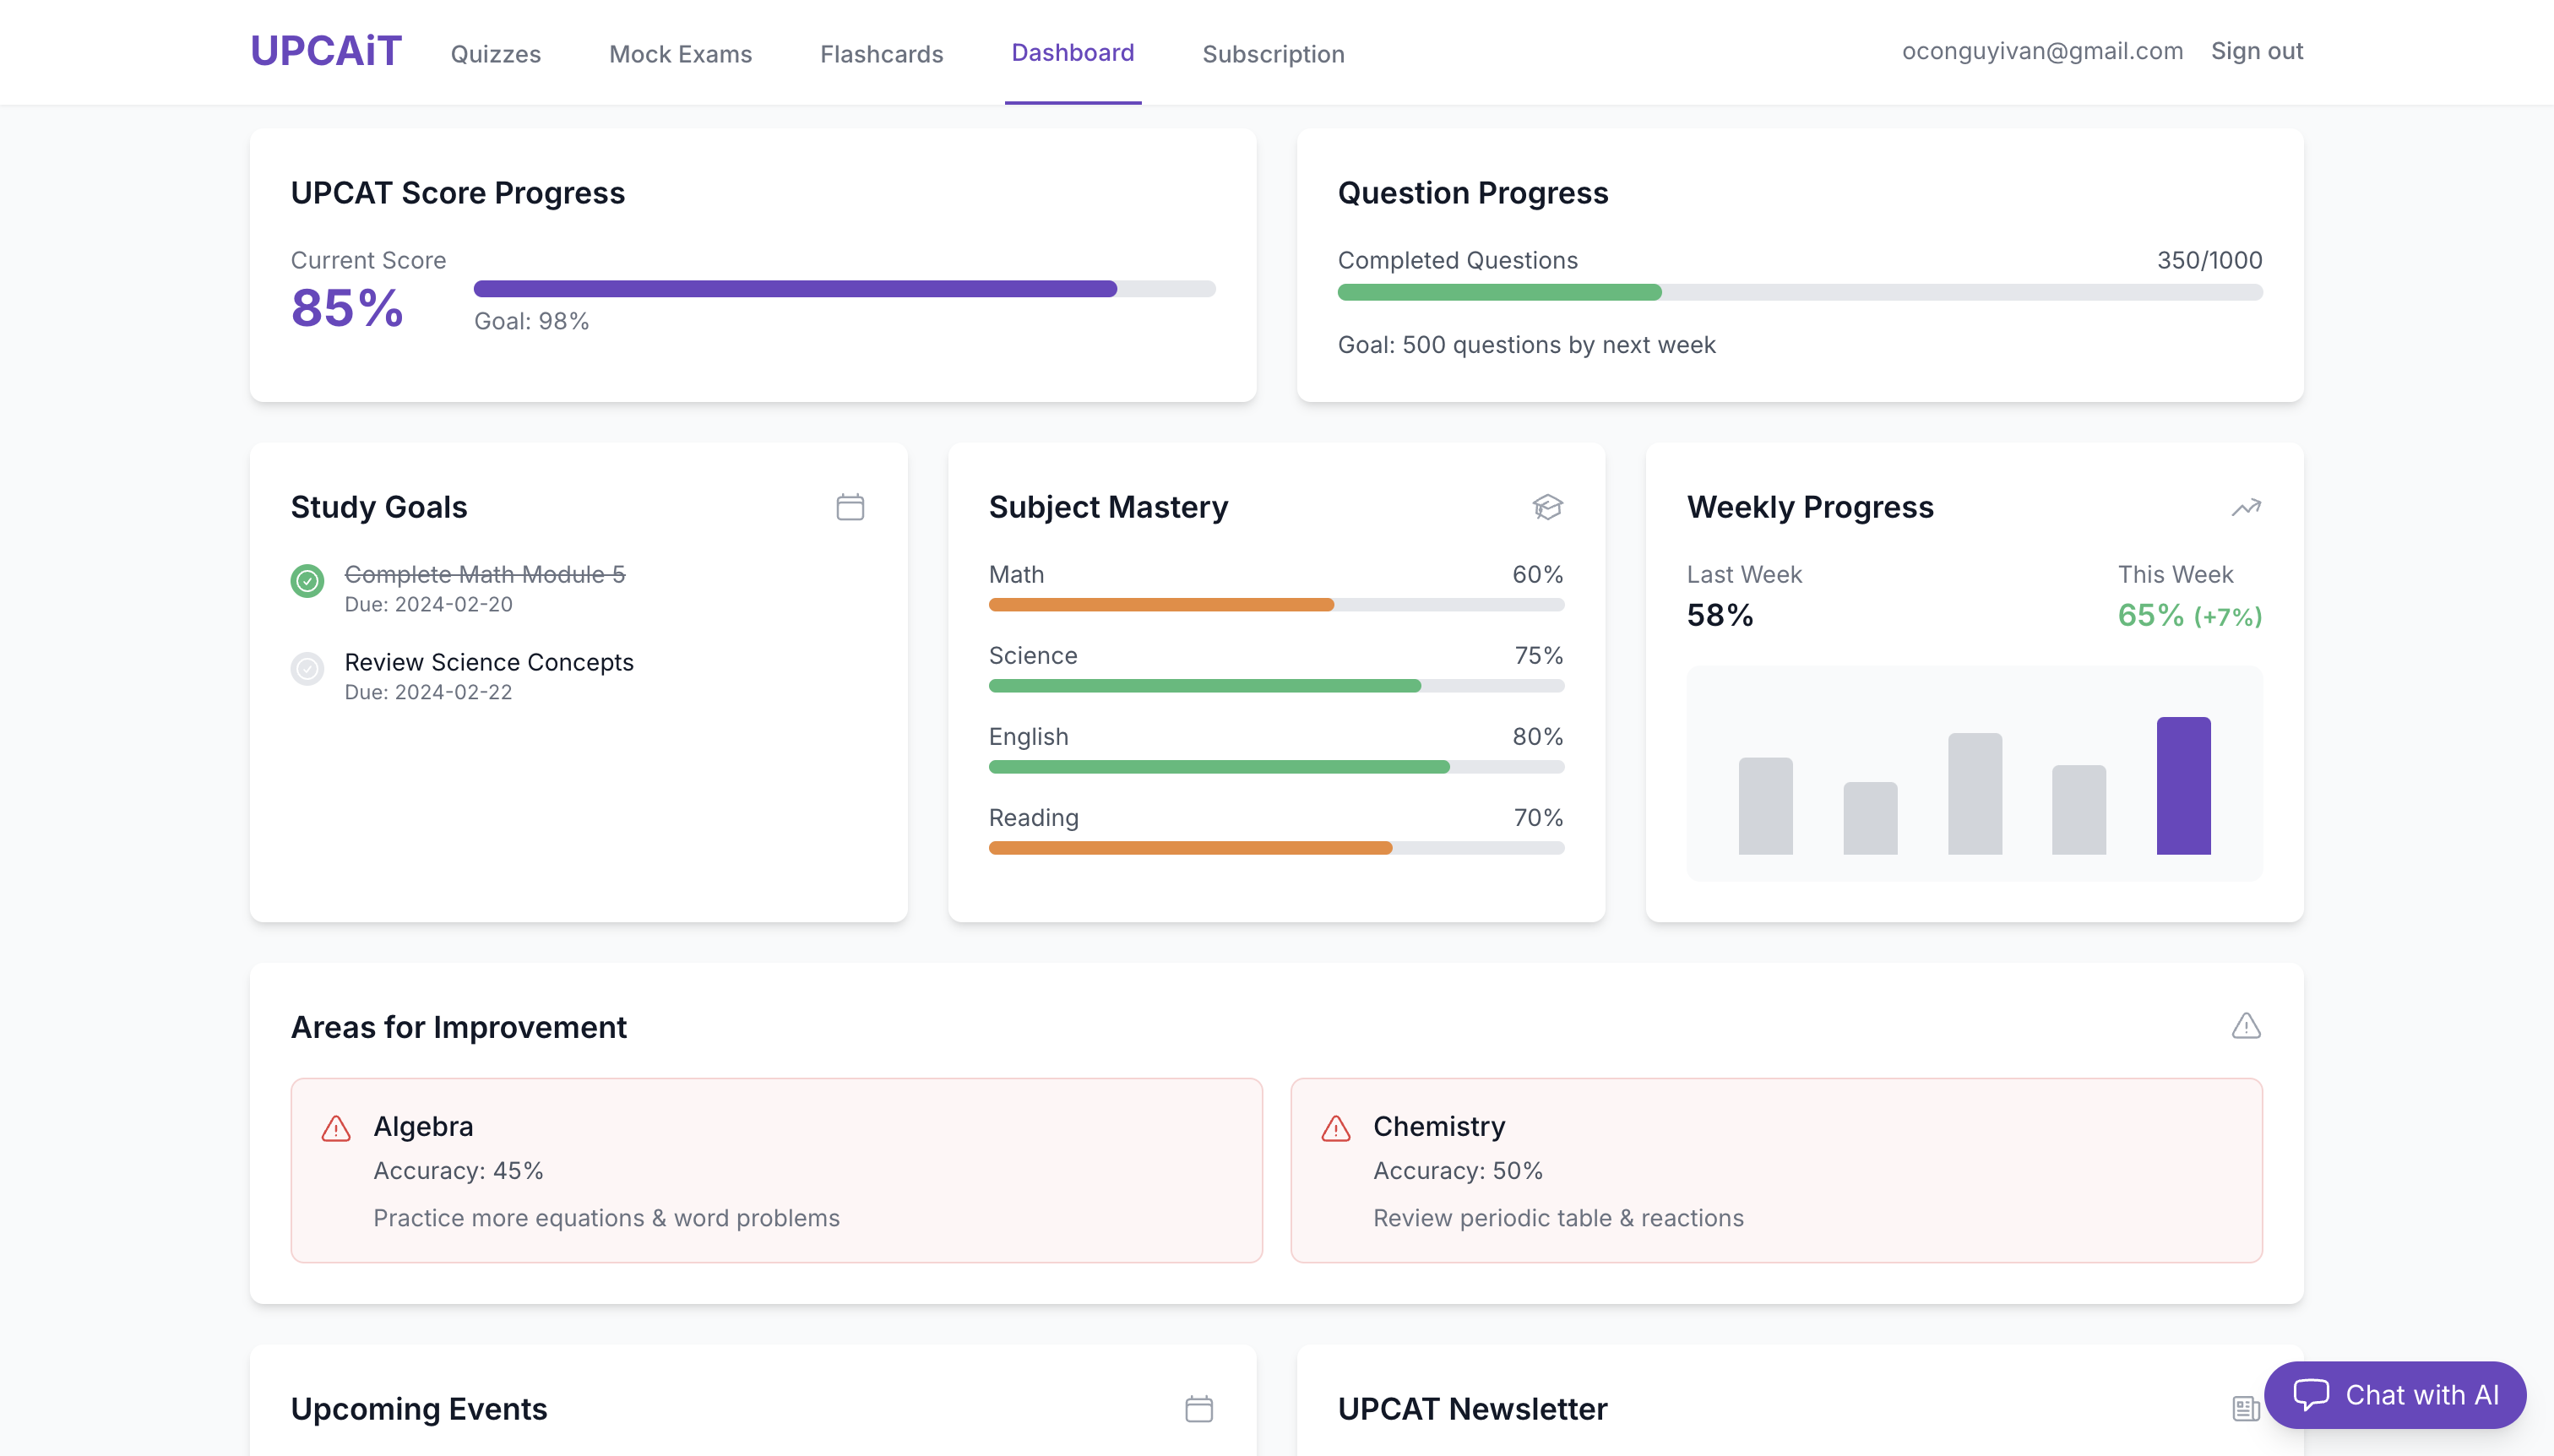 UPCAiT
Quizzes
Mock Exams
Flashcards
Dashboard
Subscription
oconguyivan@gmail.com
Sign out
UPCAT Score Progress
Current Score
85%
Goal: 98%
Question Progress
Completed Questions
350/1000
Goal: 500 questions by next week
Study Goals
Complete Math Module 5
Due: 2024-02-20
Review Science Concepts
Due: 2024-02-22
Subject Mastery
Math
60%
Science
75%
English
80%
Reading
70%
Weekly Progress
Last Week
58%
This Week
65% (+7%)
Areas for Improvement
Algebra
Accuracy: 45%
Practice more equations & word problems
Chemistry
Accuracy: 50%
Review periodic table & reactions
Upcoming Events
UPCAT Newsletter
Chat with AI